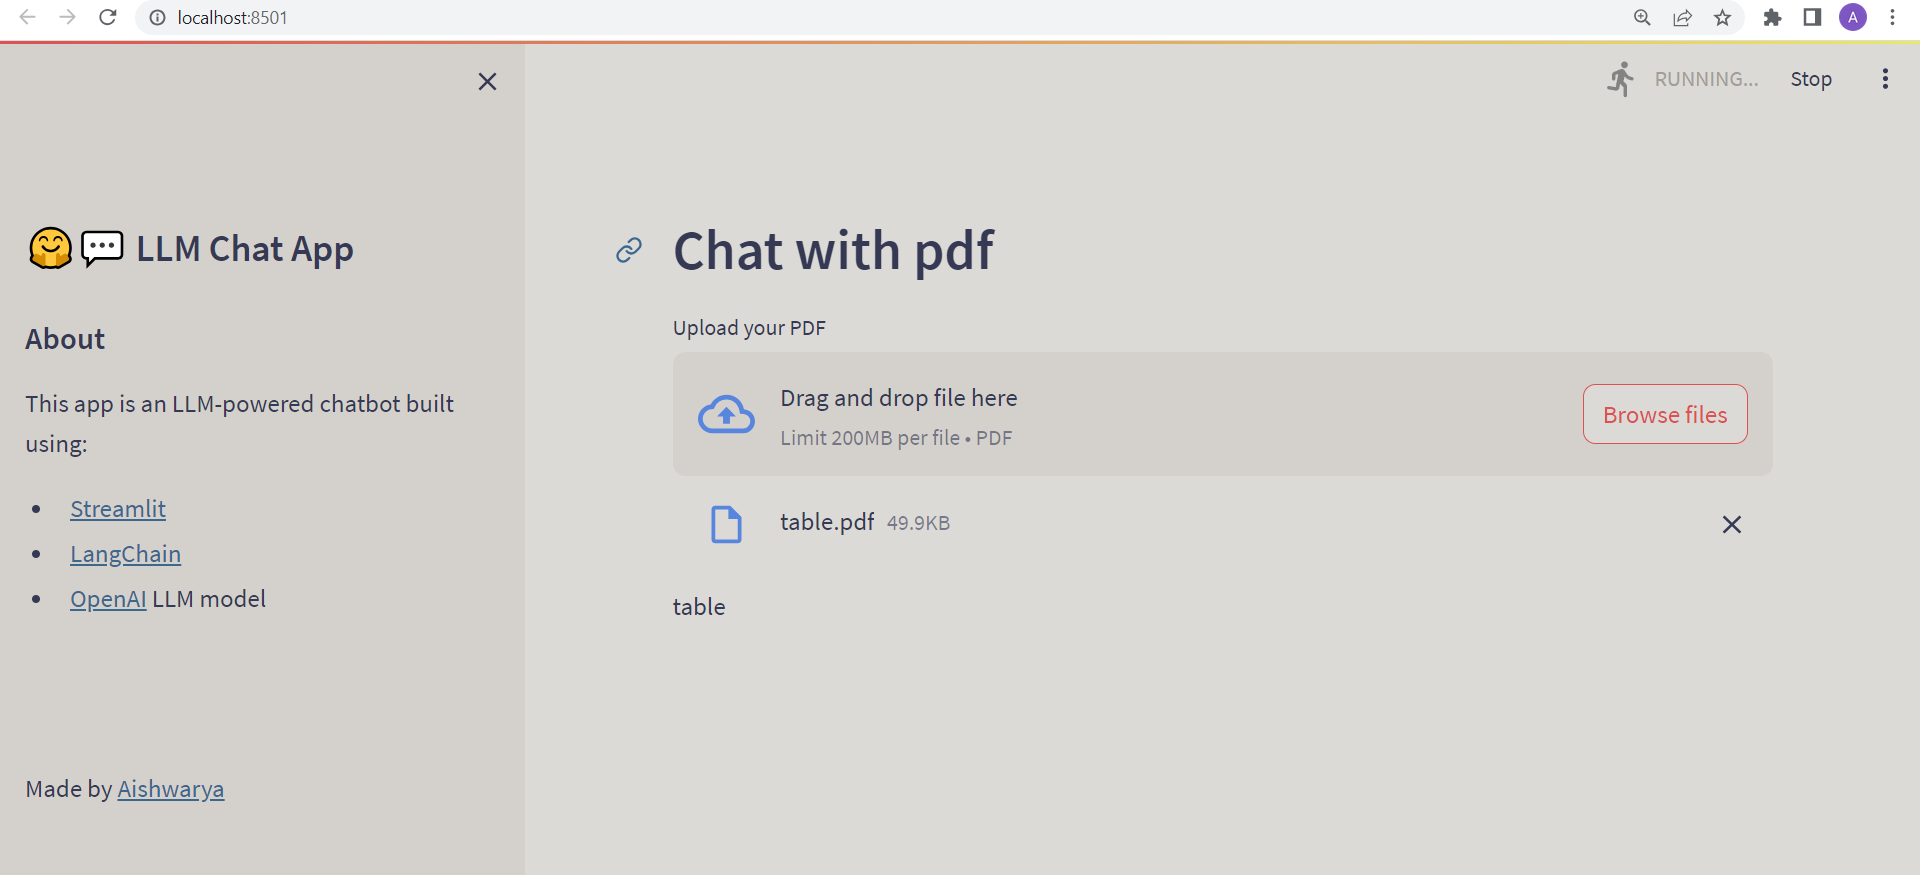 localhost:8501
A
RUNNING...
Stop
LLM Chat App
About
This app is an LLM-powered chatbot built
using:
• Streamlit
• LangChain
• OpenAI LLM model
Made by Aishwarya
Chat with pdf
Upload your PDF
Drag and drop file here
Limit 200MB per file • PDF
Browse files
table.pdf 49.9KB
table